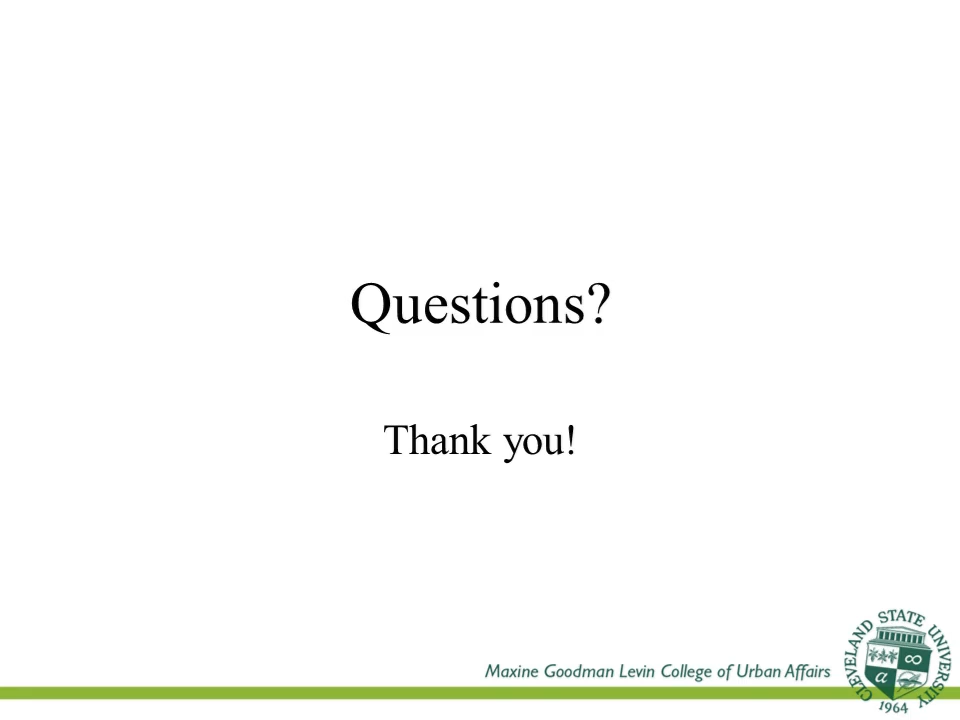 Questions?
Thank you!
Maxine Goodman Levin College of Urban Affairs
CLEVELAND STATE UNIVERSITY
1964